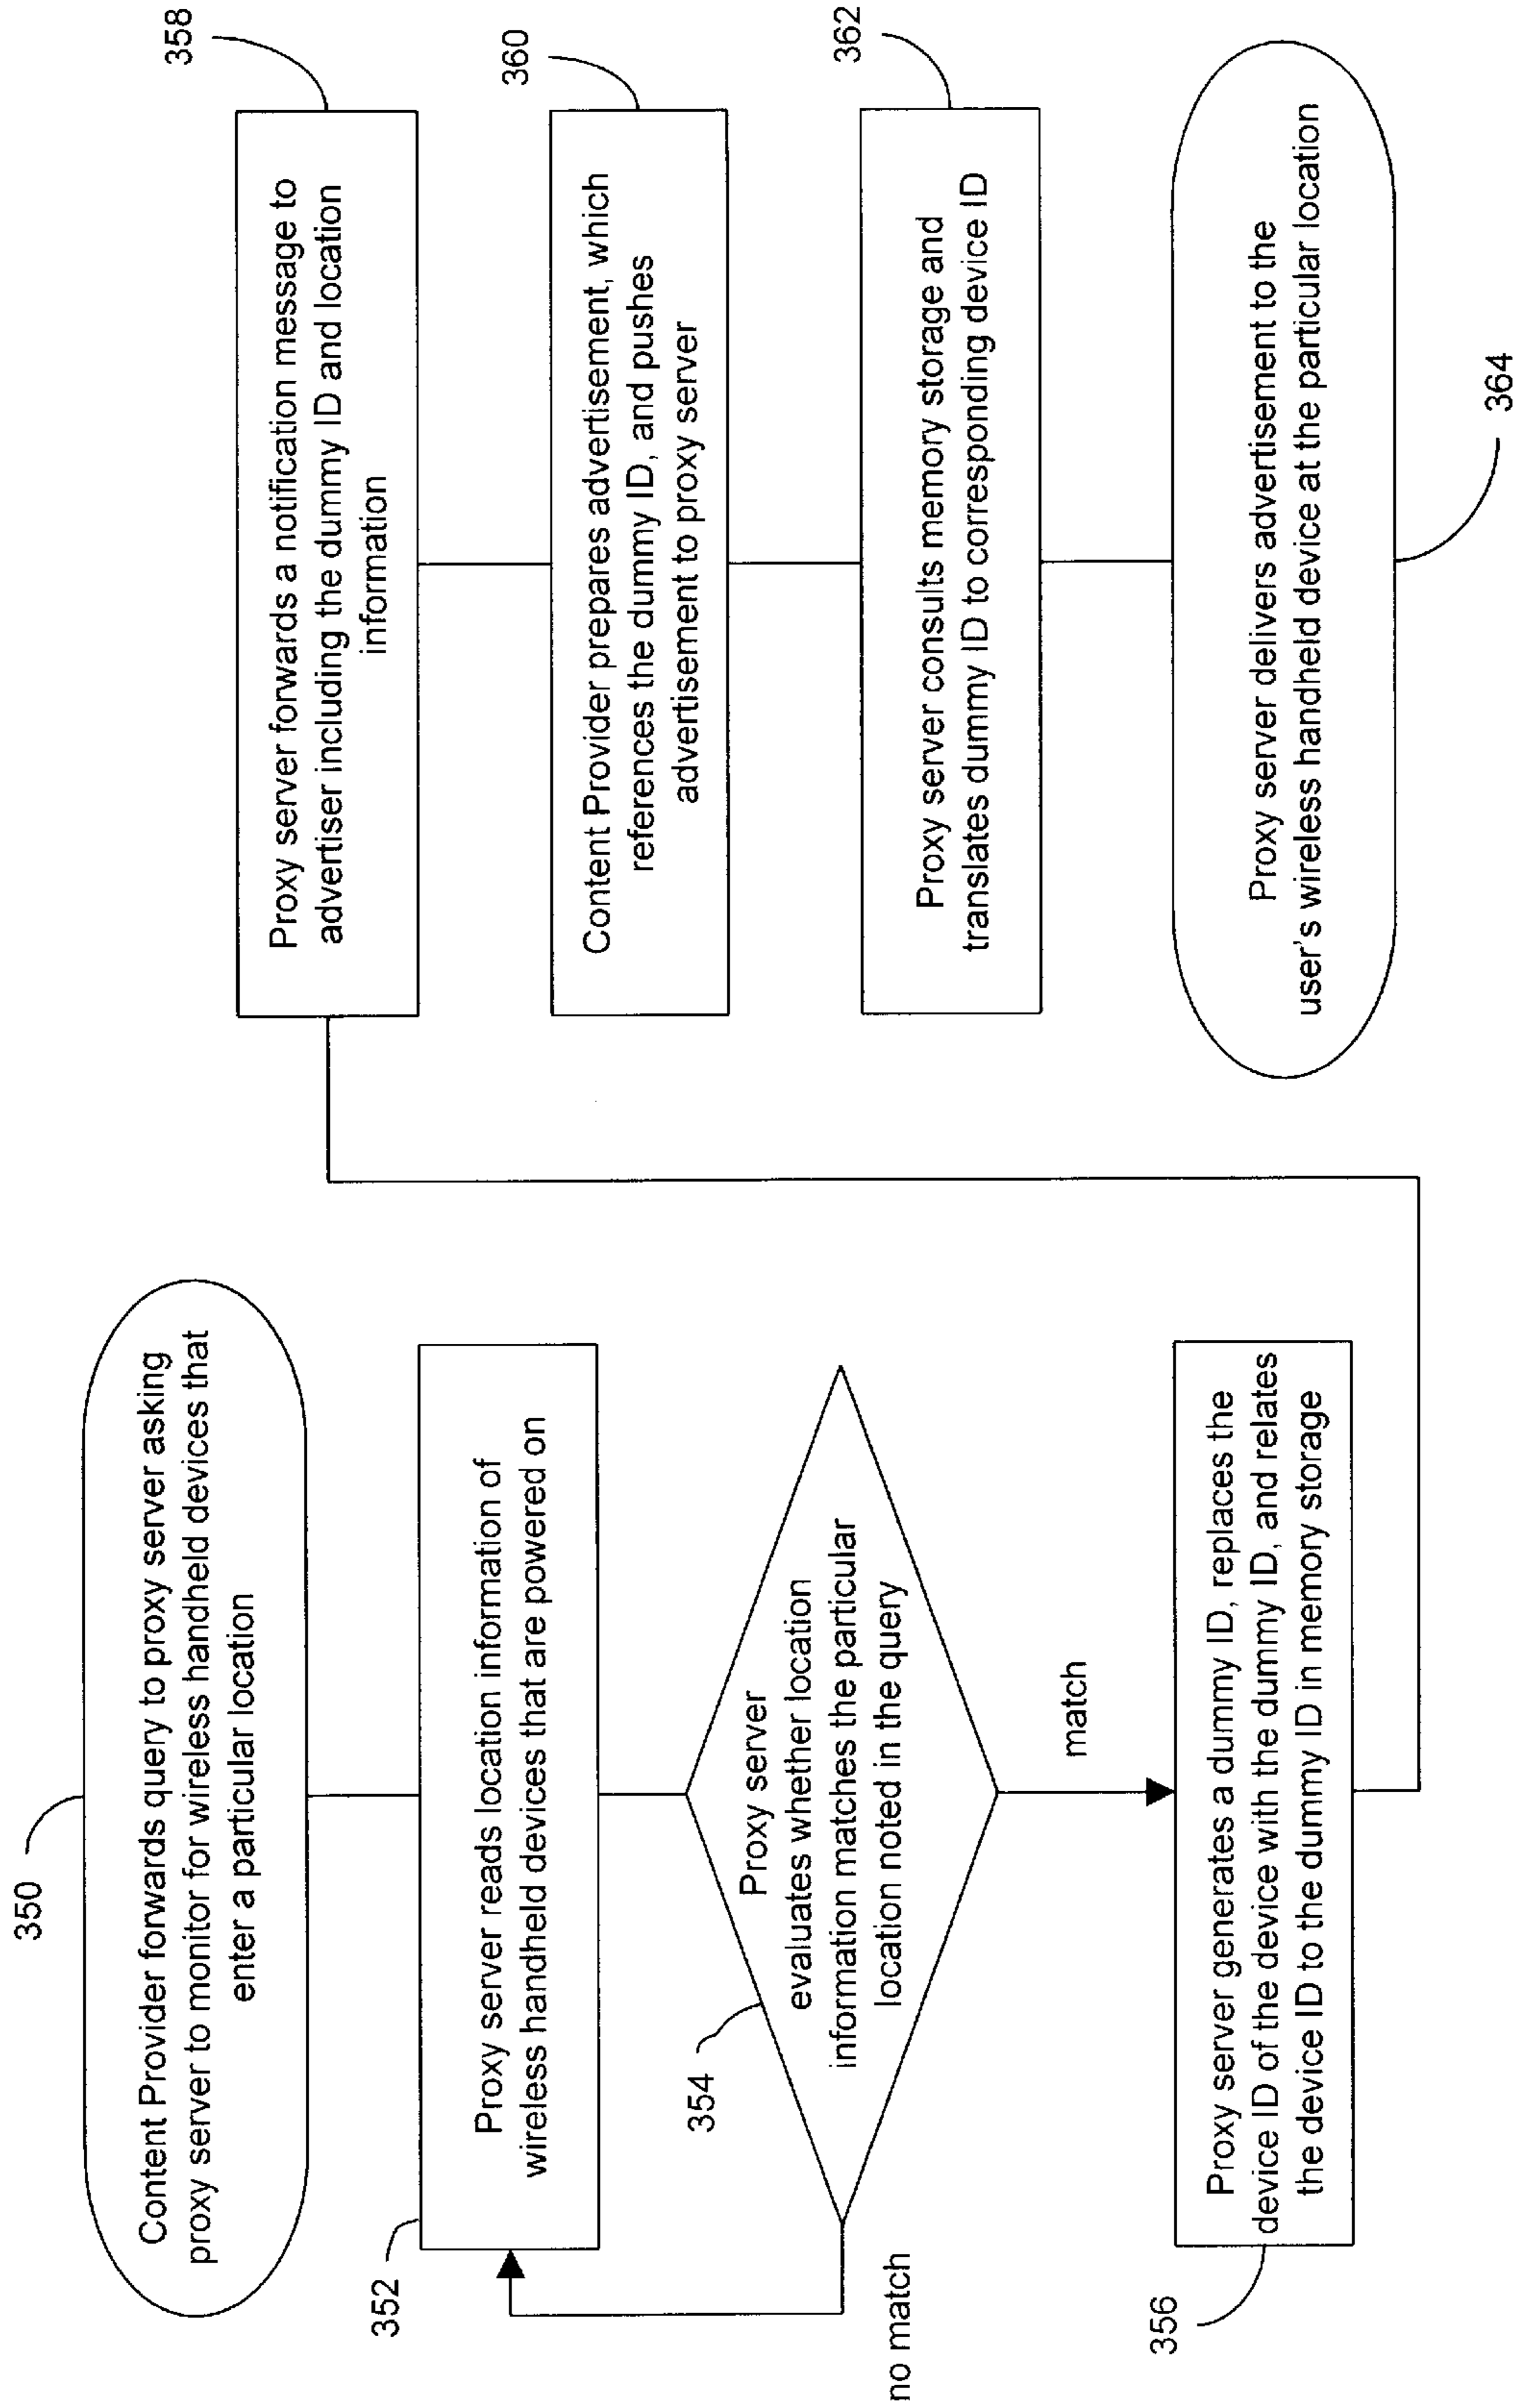 350
Content Provider forwards query to proxy server asking
proxy server to monitor for wireless handheld devices that
enter a particular location
352
Proxy server reads location information of
wireless handheld devices that are powered on
354
Proxy server
evaluates whether location
information matches the particular
location noted in the query
no match
match
356
Proxy server generates a dummy ID, replaces the
device ID of the device with the dummy ID, and relates
the device ID to the dummy ID in memory storage
358
Proxy server forwards a notification message to
advertiser including the dummy ID and location
information
360
Content Provider prepares advertisement, which
references the dummy ID, and pushes
advertisement to proxy server
362
Proxy server consults memory storage and
translates dummy ID to corresponding device ID
Proxy server delivers advertisement to the
user's wireless handheld device at the particular location
364